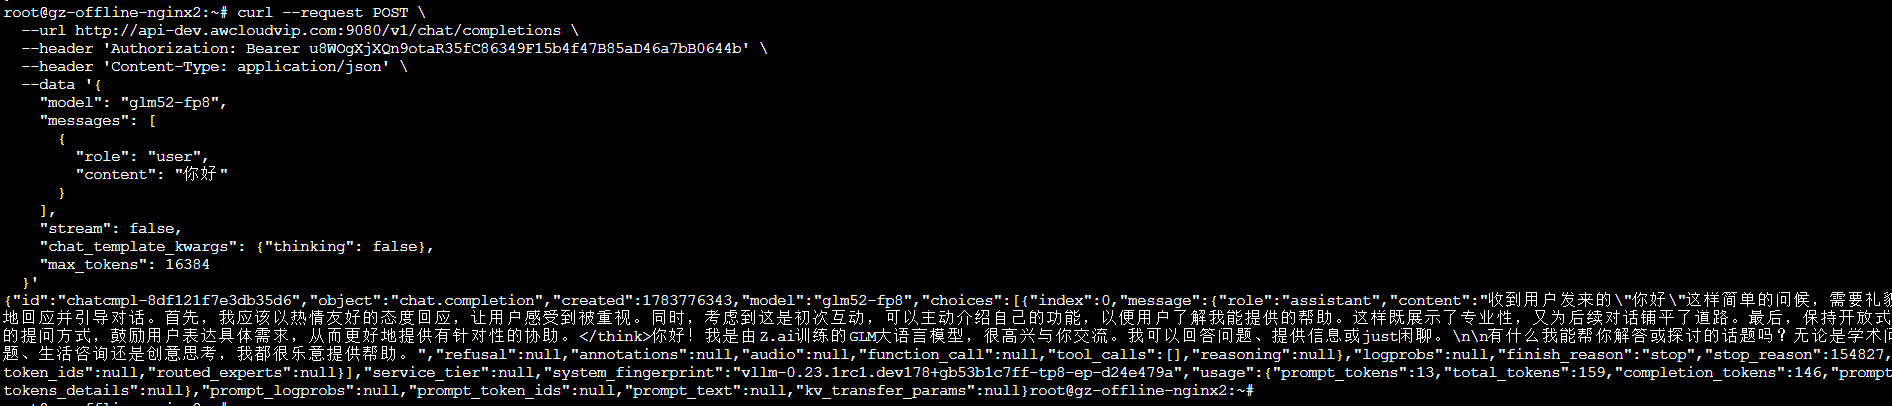 root@gz-offline-nginx2:~# curl --request POST \
  --url http://api-dev.awcloudvip.com:9080/v1/chat/completions \
  --header 'Authorization: Bearer u8WOgXjXQn9otaR35fC86349F15b4f47B85aD46a7bB0644b' \
  --header 'Content-Type: application/json' \
  --data '{
    "model": "glm52-fp8",
    "messages": [
      {
        "role": "user",
        "content": "你好"
      }
    ],
    "stream": false,
    "chat_template_kwargs": {"thinking": false},
    "max_tokens": 16384
  }'
{"id":"chatcmpl-8df121f7e3db35d6","object":"chat.completion","created":1783776343,"model":"glm52-fp8","choices":[{"index":0,"message":{"role":"assistant","content":"收到用户发来的\"你好\"这样简单的问候，需要礼貌
地回应并引导对话。首先，我应该以热情友好的态度回应，让用户感受到被重视。同时，考虑到这是初次互动，可以主动介绍自己的功能，以便用户了解我能提供的帮助。这样既展示了专业性，又为后续对话铺平了道路。最后，保持开放式
的提问方式，鼓励用户表达具体需求，从而更好地提供有针对性的协助。</think>你好！我是由Z.ai训练的GLM大语言模型，很高兴与你交流。我可以回答问题、提供信息或just闲聊。\n\n有什么我能帮你解答或探讨的话题吗？无论是学术问
题、生活咨询还是创意思考，我都很乐意提供帮助。","refusal":null,"annotations":null,"audio":null,"function_call":null,"tool_calls":[],"reasoning":null},"logprobs":null,"finish_reason":"stop","stop_reason":154827,
token_ids":null,"routed_experts":null}],"service_tier":null,"system_fingerprint":"vllm-0.23.1rc1.dev178+gb53b1c7ff-tp8-ep-d24e479a","usage":{"prompt_tokens":13,"total_tokens":159,"completion_tokens":146,"prompt
tokens_details":null},"prompt_logprobs":null,"prompt_token_ids":null,"prompt_text":null,"kv_transfer_params":null}root@gz-offline-nginx2:~#